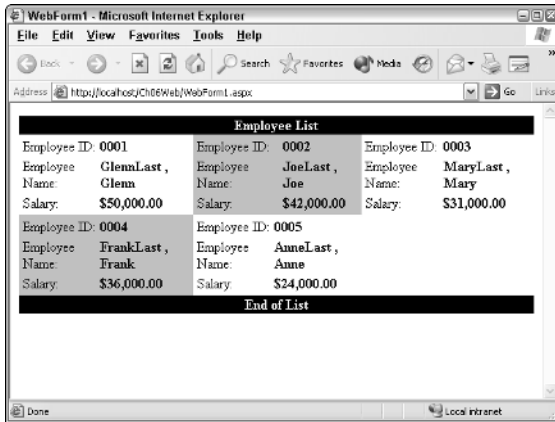 WebForm1 - Microsoft Internet Explorer
File Edit View Favorites Tools Help
Back Search Favorites Media
Address http://localhost/Ch06Web/WebForm1.aspx Go Links
Employee List
Employee ID: 0001 Employee ID: 0002 Employee ID: 0003
Employee GlennLast , Employee JoeLast , Employee MaryLast ,
Name: Glenn Name: Joe Name: Mary
Salary: $50,000.00 Salary: $42,000.00 Salary: $31,000.00
Employee ID: 0004 Employee ID: 0005
Employee FrankLast , Employee AnneLast ,
Name: Frank Name: Anne
Salary: $36,000.00 Salary: $24,000.00
End of List
Done Local intranet